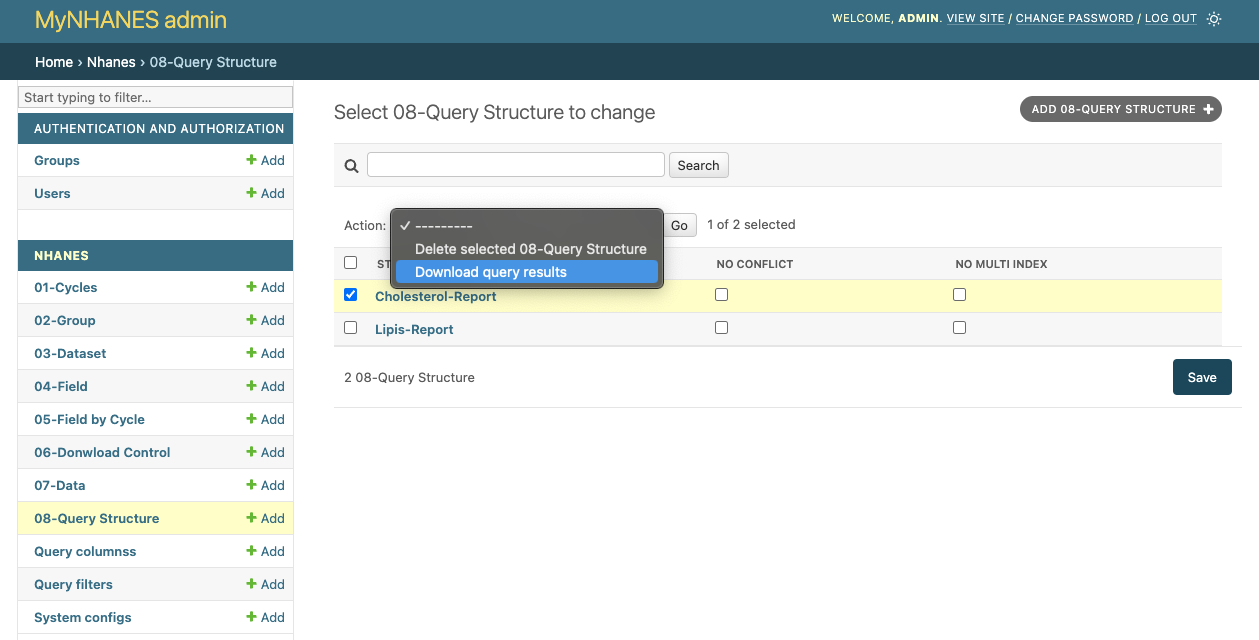 MyNHANES admin
WELCOME, ADMIN. VIEW SITE / CHANGE PASSWORD / LOG OUT
Home › Nhanes › 08-Query Structure
Start typing to filter...
AUTHENTICATION AND AUTHORIZATION
Groups + Add
Users + Add
NHANES
01-Cycles + Add
02-Group + Add
03-Dataset + Add
04-Field + Add
05-Field by Cycle + Add
06-Donwload Control + Add
07-Data + Add
08-Query Structure + Add
Query columnss + Add
Query filters + Add
System configs + Add
Select 08-Query Structure to change
ADD 08-QUERY STRUCTURE +
Search
Action: ✓ --------- Go 1 of 2 selected
Delete selected 08-Query Structure
Download query results
ST NO CONFLICT NO MULTI INDEX
Cholesterol-Report
Lipis-Report
2 08-Query Structure
Save